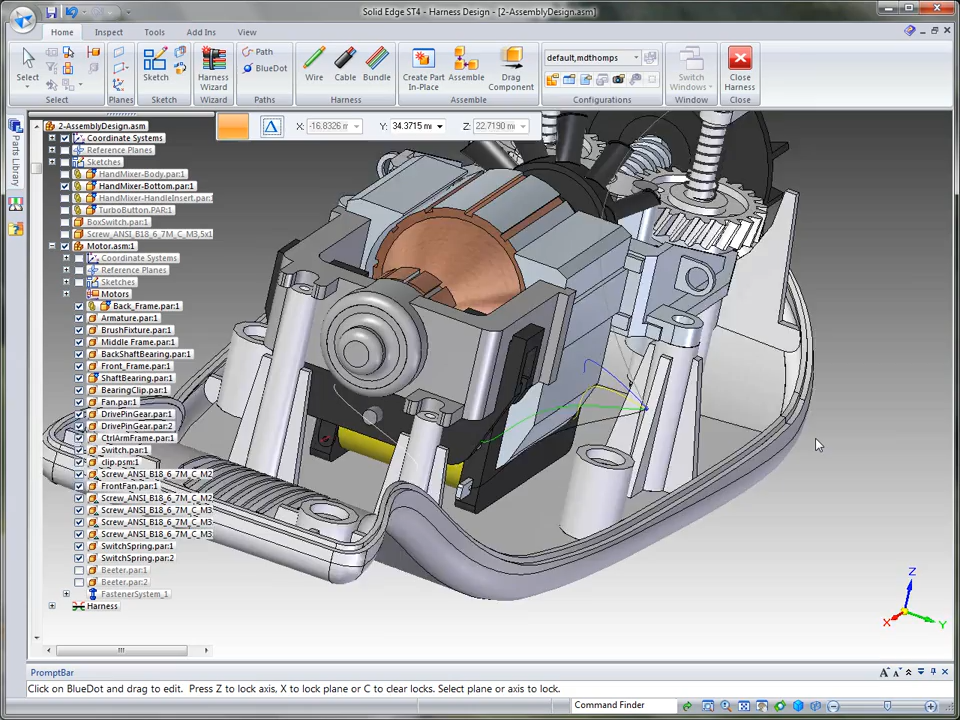 Solid Edge ST4 - Harness Design - [2-AssemblyDesign.asm]
Home Inspect Tools Add Ins View
Select
Select
Planes
Sketch
Sketch
Harness Wizard
Wizard
Path
BlueDot
Paths
Wire Cable Bundle
Harness
Create Part In-Place
Assemble
Drag Component
Assemble
default,mdthomps
Configurations
Switch Windows
Window
Close Harness
Close
X: -16.8326 m Y: 34.3715 m Z: 22.7190 m
Parts Library
2-AssemblyDesign.asm
Coordinate Systems
Reference Planes
Sketches
HandMixer-Body.par:1
HandMixer-Bottom.par:1
HandMixer-HandleInsert.par:
TurboButton.PAR:1
BoxSwitch.par:1
Screw_ANSI_B18_6_7M_C_M3,5x1
Motor.asm:1
Coordinate Systems
Reference Planes
Sketches
Motors
Back_Frame.par:1
Armature.par:1
BrushFixture.par:1
Middle Frame.par:1
BackShaftBearing.par:1
Front_Frame.par:1
ShaftBearing.par:1
BearingClip.par:1
Fan.par:1
DrivePinGear.par:1
DrivePinGear.par:2
CtrlArmFrame.par:1
Switch.par:1
clip.psm:1
Screw_ANSI_B18_6_7M_C_M2
FrontFan.par:1
Screw_ANSI_B18_6_7M_C_M2
Screw_ANSI_B18_6_7M_C_M3
Screw_ANSI_B18_6_7M_C_M3
Screw_ANSI_B18_6_7M_C_M3
SwitchSpring.par:1
SwitchSpring.par:2
Beeter.par:1
Beeter.par:2
FastenerSystem_1
Harness
Z
X
Y
PromptBar
Click on BlueDot and drag to edit. Press Z to lock axis, X to lock plane or C to clear locks. Select plane or axis to lock.
Command Finder